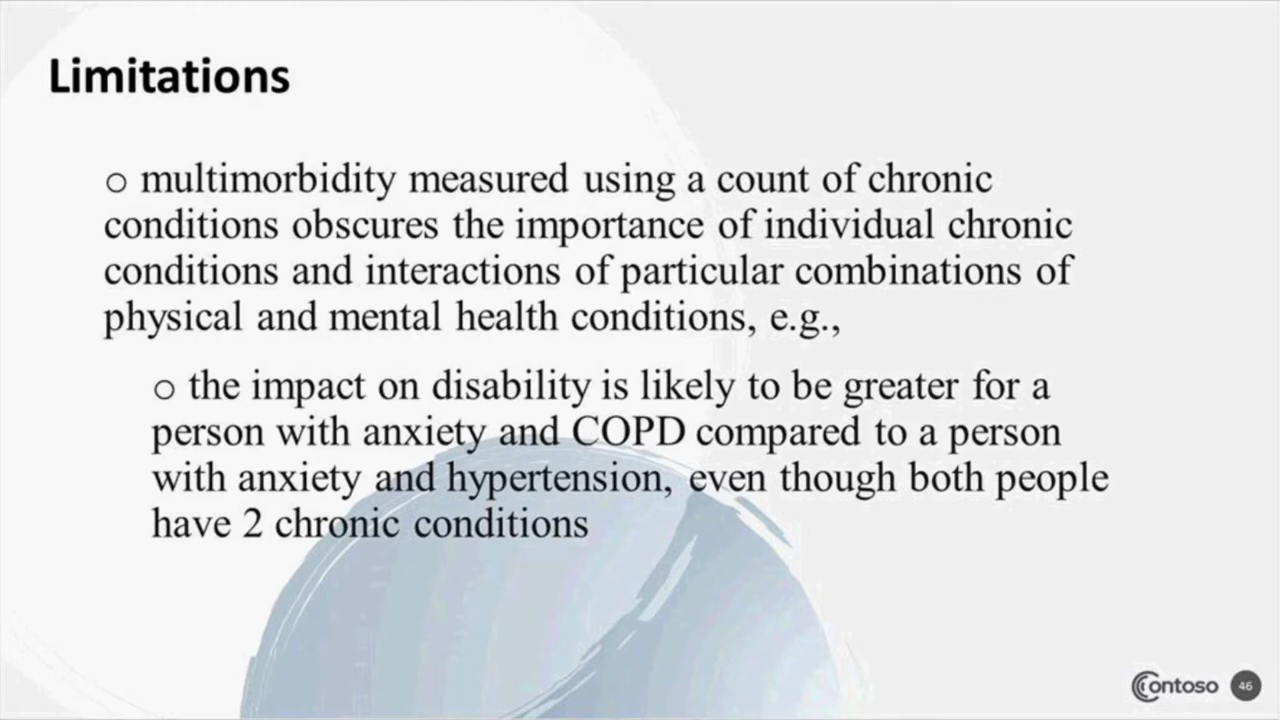 Limitations
o multimorbidity measured using a count of chronic
conditions obscures the importance of individual chronic
conditions and interactions of particular combinations of
physical and mental health conditions, e.g.,
o the impact on disability is likely to be greater for a
person with anxiety and COPD compared to a person
with anxiety and hypertension, even though both people
have 2 chronic conditions
Contoso 46